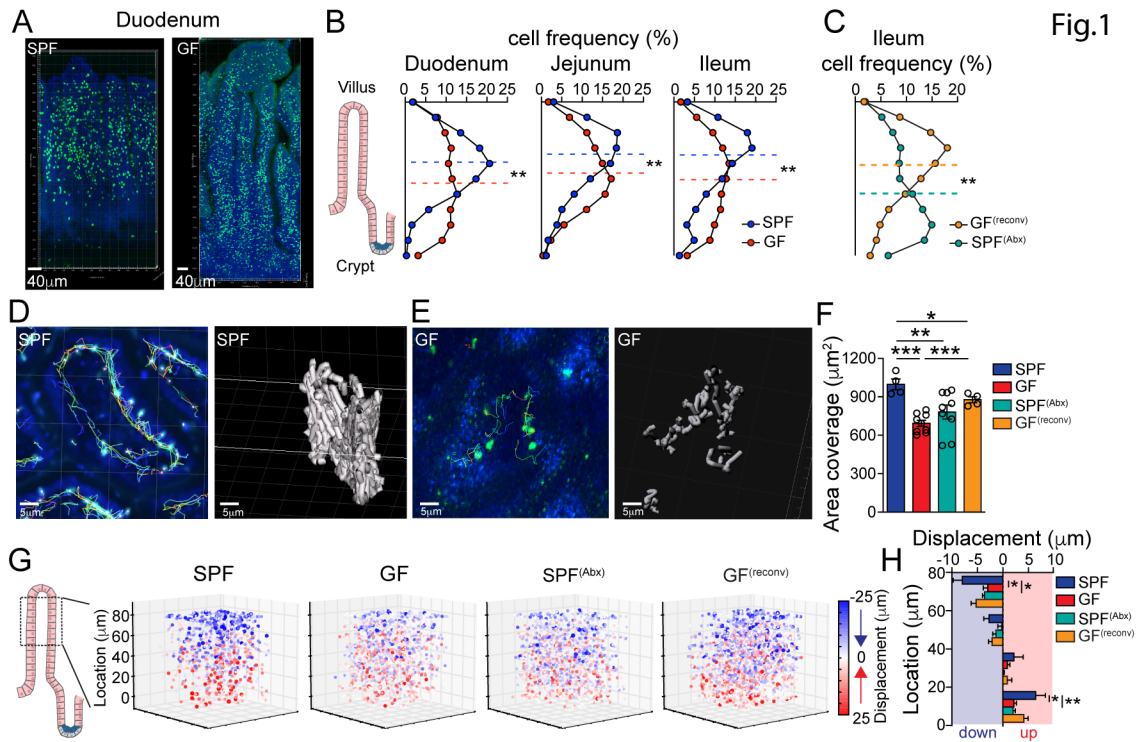 Fig.1
A
Duodenum
SPF
GF
40μm
40μm
B
cell frequency (%)
Duodenum
Jejunum
Ileum
Villus
Crypt
0 5 10 15 20 25
0 5 10 15 20 25
0 5 10 15 20 25
**
**
**
SPF
GF
C
Ileum
cell frequency (%)
0 5 10 15 20
**
GF(reconv)
SPF(Abx)
D
SPF
5μm
SPF
5μm
E
GF
5μm
GF
5μm
F
Area coverage (μm2)
1200
900
600
300
0
*
**
*** ***
SPF
GF
SPF(Abx)
GF(reconv)
G
SPF
GF
SPF(Abx)
GF(reconv)
Location (μm)
80
60
40
20
0
-25
0
25
Displacement (μm)
H
Displacement (μm)
-10 -5 0 5 10
Location (μm)
80
60
40
20
0
* *
* **
SPF
GF
SPF(Abx)
GF(reconv)
down up